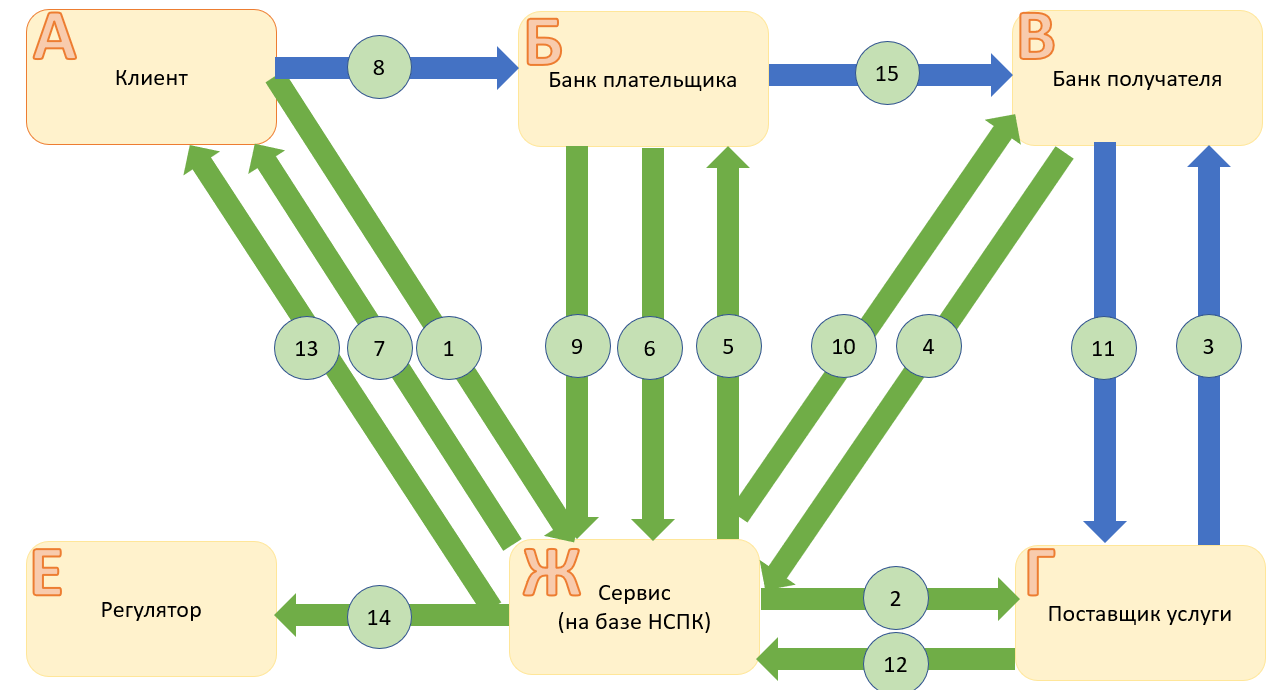 А
Клиент
8
Б
Банк плательщика
15
В
Банк получателя
13
7
1
9
6
5
10
4
11
3
Е
Регулятор
14
Ж
Сервис
(на базе НСПК)
2
12
Г
Поставщик услуги